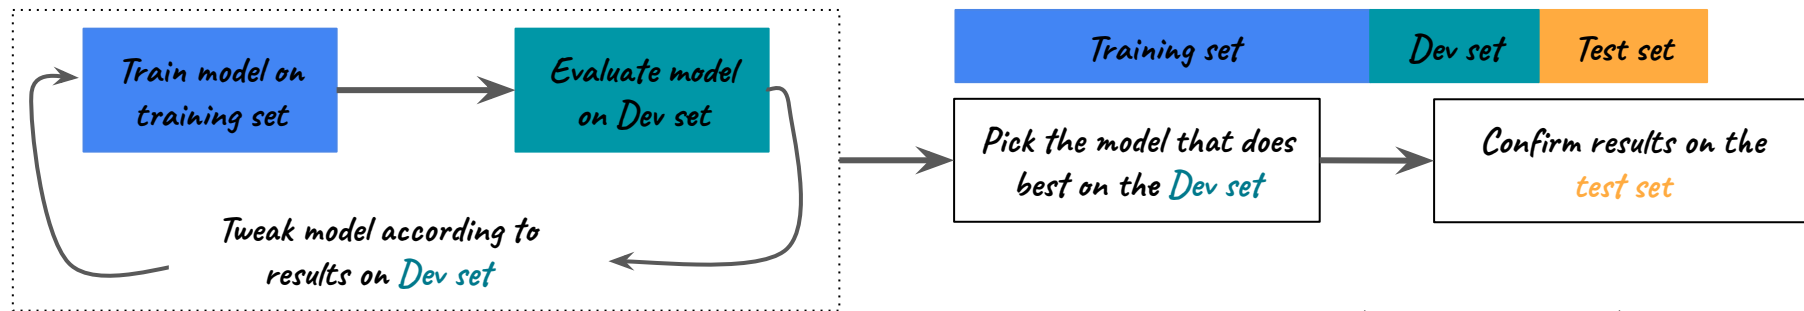 Train model on
training set
Evaluate model
on Dev set
Tweak model according to
results on Dev set
Training set
Dev set
Test set
Pick the model that does
best on the Dev set
Confirm results on the
test set